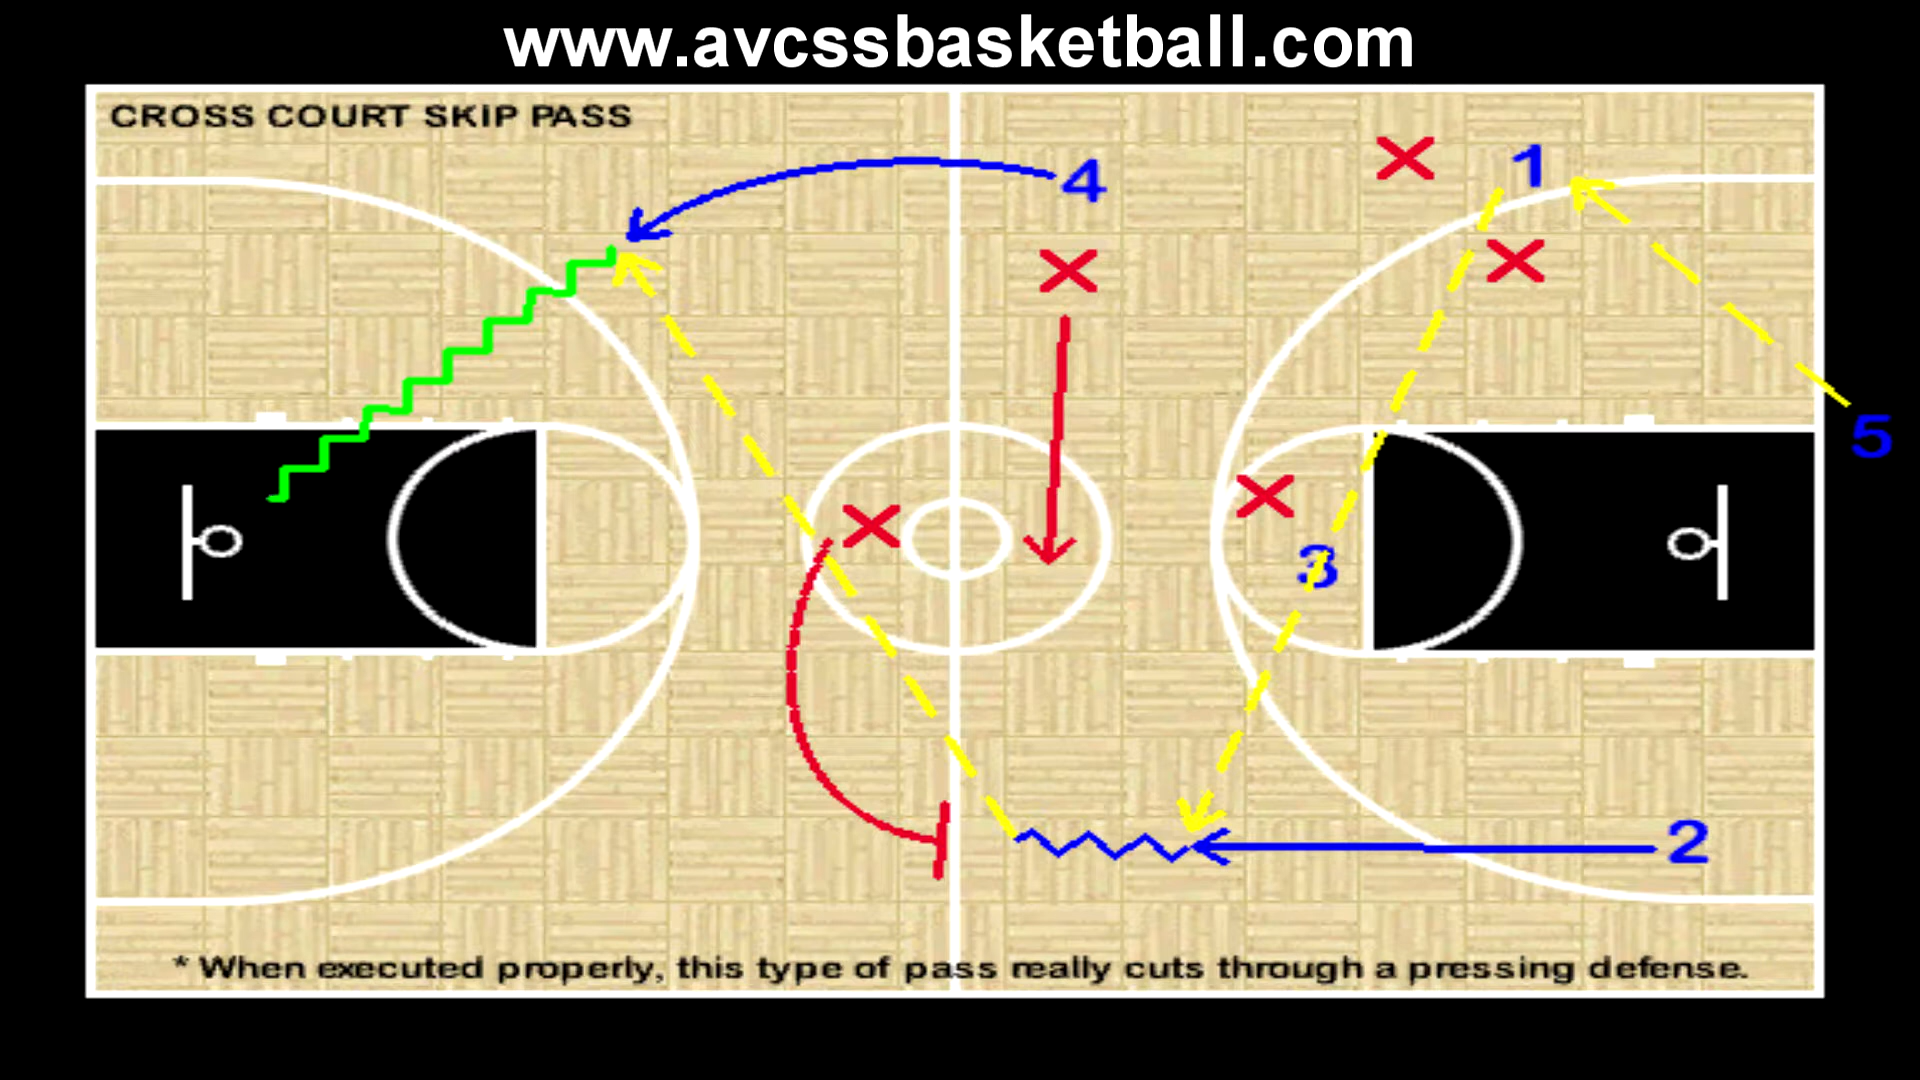 www.avcssbasketball.com
CROSS COURT SKIP PASS
4
1
5
3
2
* When executed properly, this type of pass really cuts through a pressing defense.